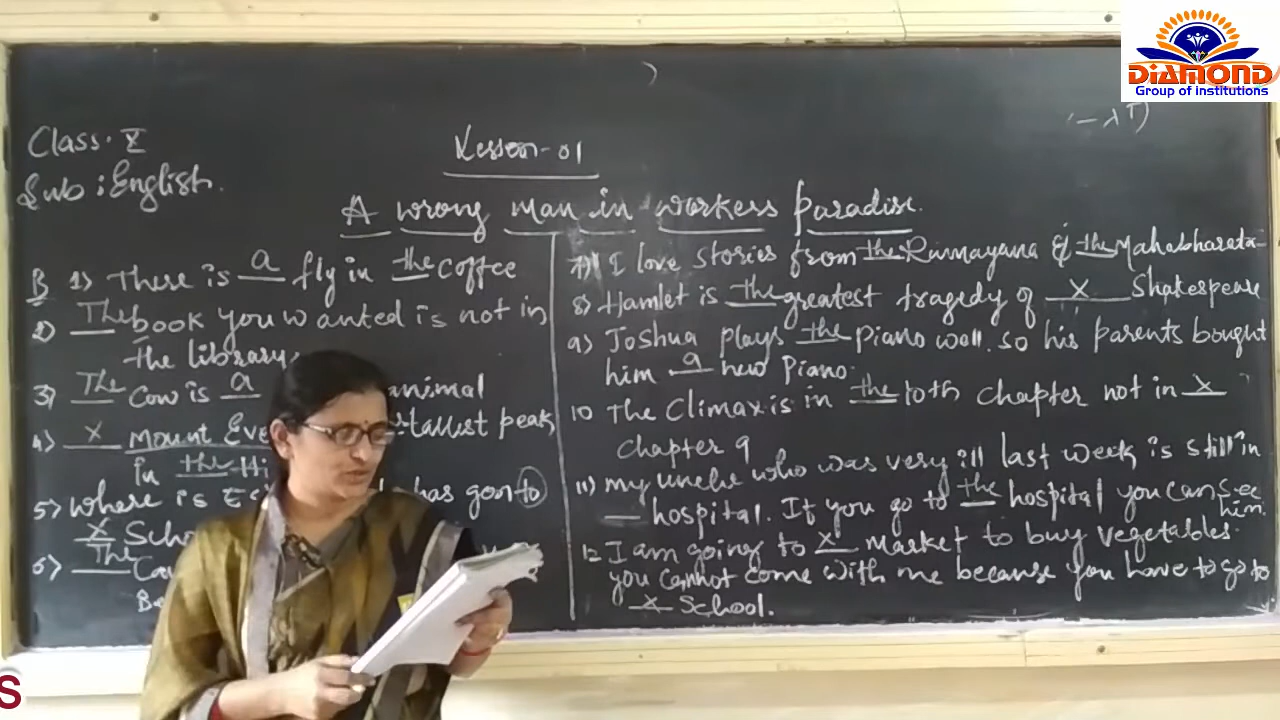 DIAMOND
Group of institutions
Class: X
Sub: English.
Lesson-01
A wrong man in workess paradise.
B 1) There is a fly in the Coffee
2) The book you wanted is not in
the library.
3) The Cow is a animal
4) x Mount Eve tallest peak
in the Hi
5) Where is has gon to
x School
6) The
7) I love stories from the Ramayana & the Mahabharata
8) Hamlet is the greatest tragedy of x Shakespeare
9) Joshua plays the piano well. so his parents bought
him a new Piano.
10 The Climax is in the 10th chapter not in x
chapter 9
11) my uncle who was very ill last week is still in
__ hospital. If you go to the hospital you can see
him.
12 I am going to x market to buy vegetables.
you cannot come with me because you have to go to
x School.
S